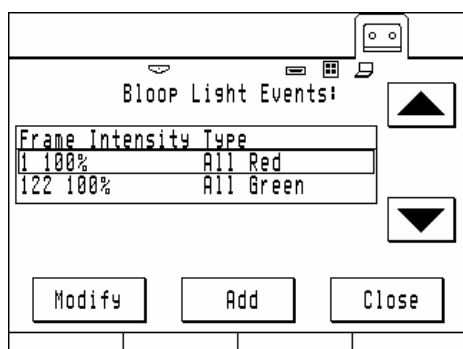 Bloop Light Events:
Frame Intensity Type
1 100% All Red
122 100% All Green
Modify Add Close